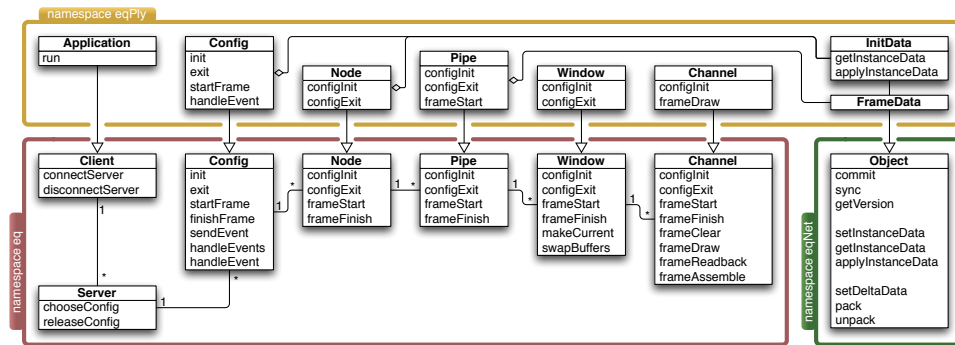 namespace eqPly
Application
run
Config
init
exit
startFrame
handleEvent
Node
configInit
configExit
Pipe
configInit
configExit
frameStart
Window
configInit
configExit
Channel
configInit
frameDraw
InitData
getInstanceData
applyInstanceData
FrameData
namespace eq
Client
connectServer
disconnectServer
1
*
Server
chooseConfig
releaseConfig
1
*
Config
init
exit
startFrame
finishFrame
sendEvent
handleEvents
handleEvent
1
*
Node
configInit
configExit
frameStart
frameFinish
1
*
Pipe
configInit
configExit
frameStart
frameFinish
1
*
Window
configInit
configExit
frameStart
frameFinish
makeCurrent
swapBuffers
1
*
Channel
configInit
configExit
frameStart
frameFinish
frameClear
frameDraw
frameReadback
frameAssemble
namespace eqNet
Object
commit
sync
getVersion
setInstanceData
getInstanceData
applyInstanceData
setDeltaData
pack
unpack